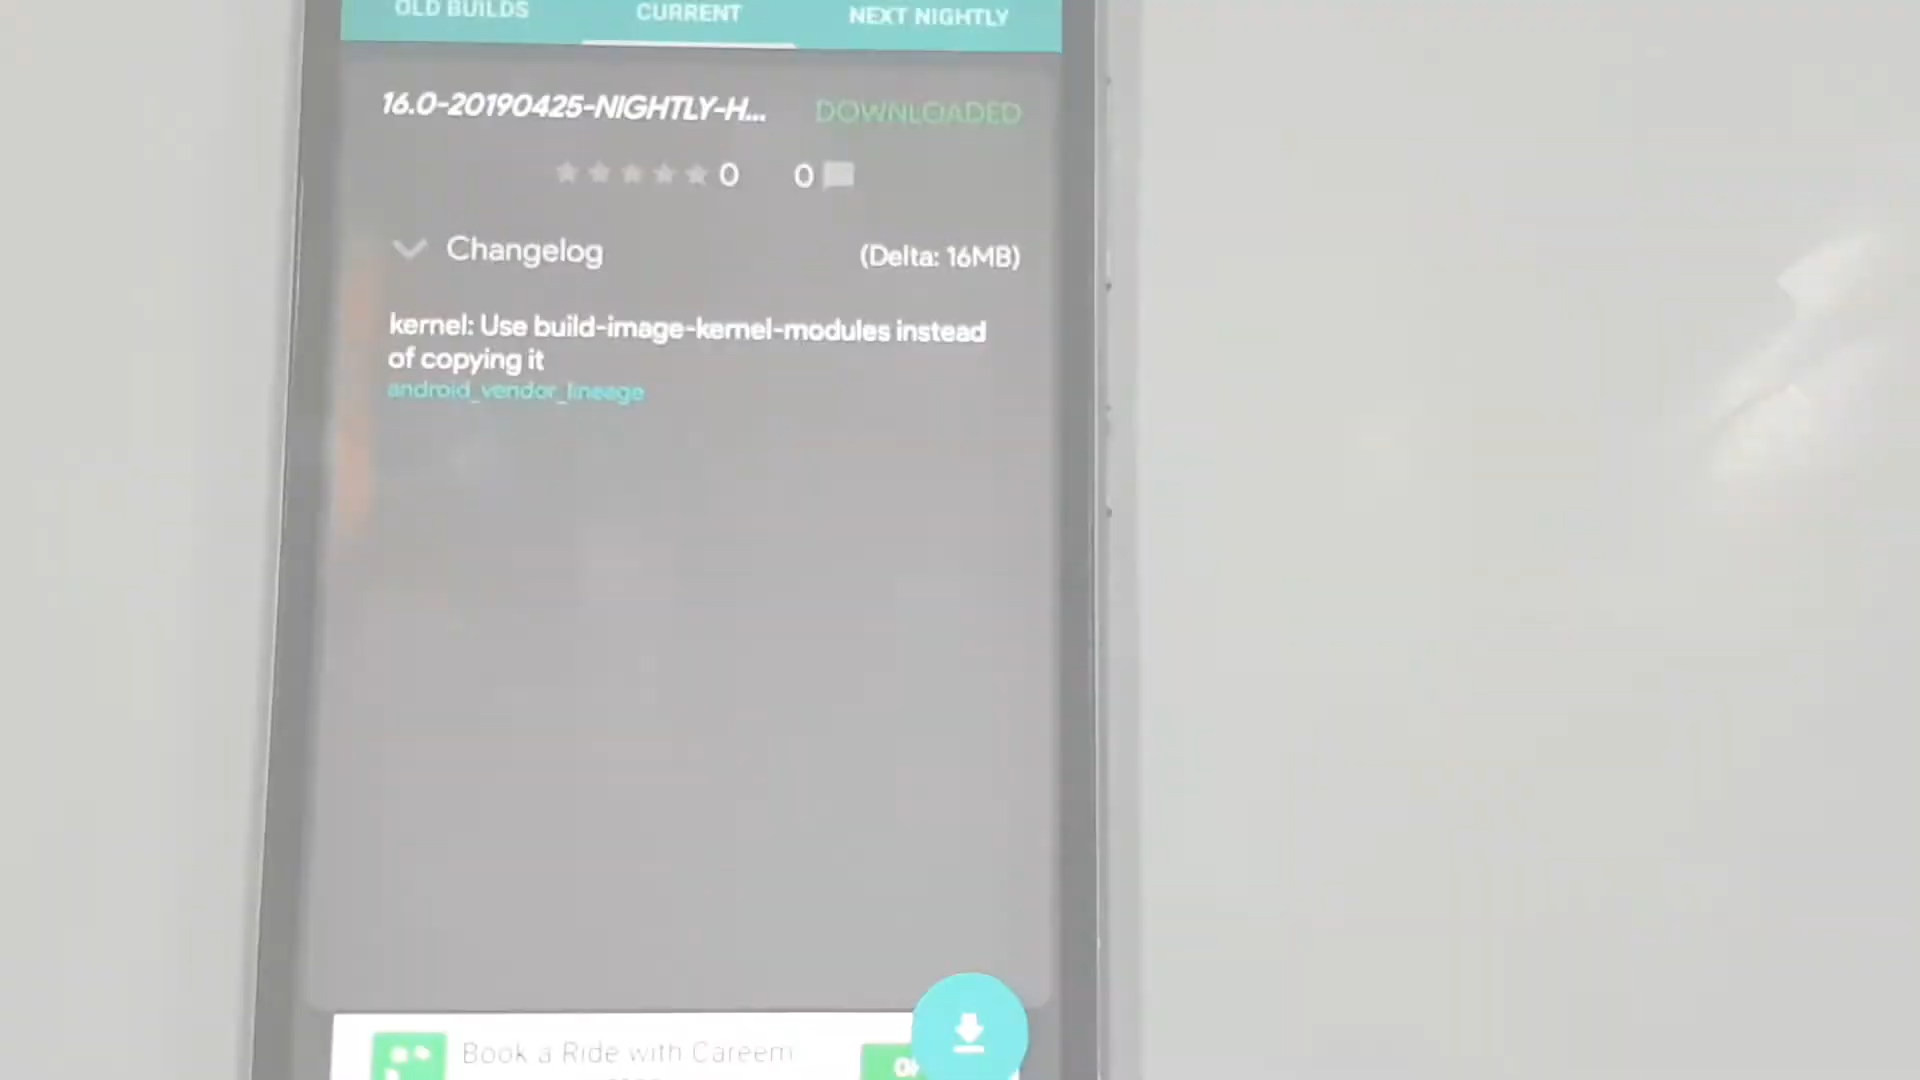 OLD BUILDS CURRENT NEXT NIGHTLY
16.0-20190425-NIGHTLY-H... DOWNLOADED
0 0
Changelog (Delta: 16MB)
kernel: Use build-image-kernel-modules instead
of copying it
android_vendor_lineage
Book a Ride with Careem